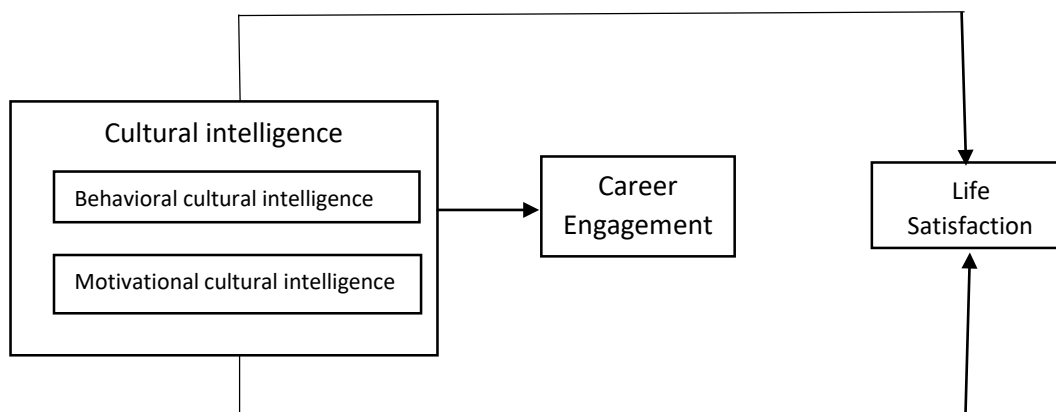 Cultural intelligence
Behavioral cultural intelligence
Motivational cultural intelligence
Career
Engagement
Life
Satisfaction